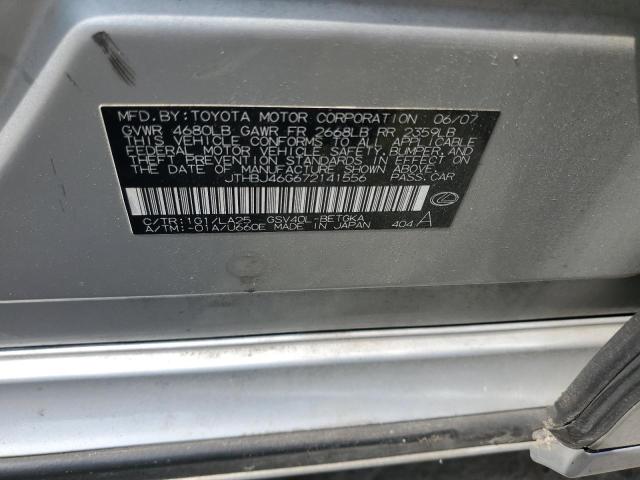 MFD. BY: TOYOTA MOTOR CORPORATION 06/07
GVWR 4680LB GAWR FR 2668LB RR 2359LB
THIS VEHICLE CONFORMS TO ALL APPLICABLE
FEDERAL MOTOR VEHICLE SAFETY, BUMPER, AND
THEFT PREVENTION STANDARDS IN EFFECT ON
THE DATE OF MANUFACTURE SHOWN ABOVE.
JTHBJ46G672141556 PASS.CAR
C/TR: 1G1/LA25 GSV40L-BETGKA
A/TM: -01A/U660E MADE IN JAPAN 404 A